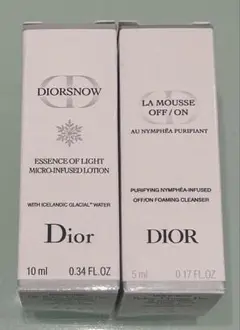 DIORSNOW
ESSENCE OF LIGHT
MICRO-INFUSED LOTION
WITH ICELANDIC GLACIAL™ WATER
Dior
10 ml 0.34 FL.OZ
LA MOUSSE
OFF/ON
AU NYMPHÉA PURIFIANT
PURIFYING NYMPHÉA-INFUSED
OFF/ON FOAMING CLEANSER
DIOR
5 ml 0.17 FL.OZ